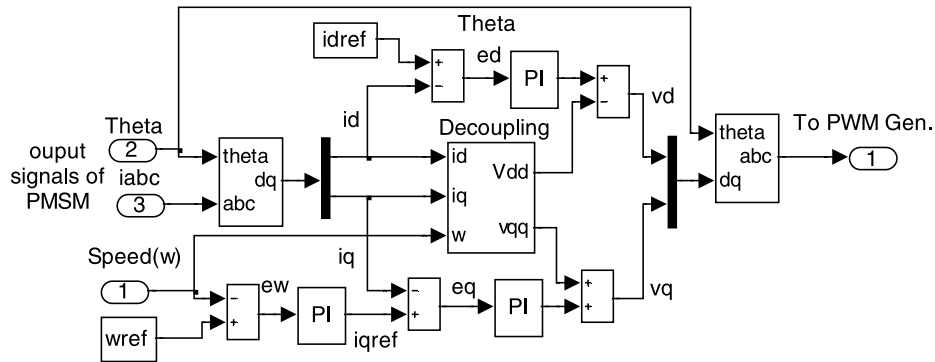 Theta
idref
+
−
ed
PI
+
−
vd
Theta
2
ouput
signals of
PMSM
iabc
3
theta
dq
abc
id
Decoupling
id
iq
w
Vdd
vqq
theta
abc
dq
To PWM Gen.
1
Speed(w)
1
wref
−
+
ew
PI
iqref
iq
−
+
eq
PI
+
+
vq